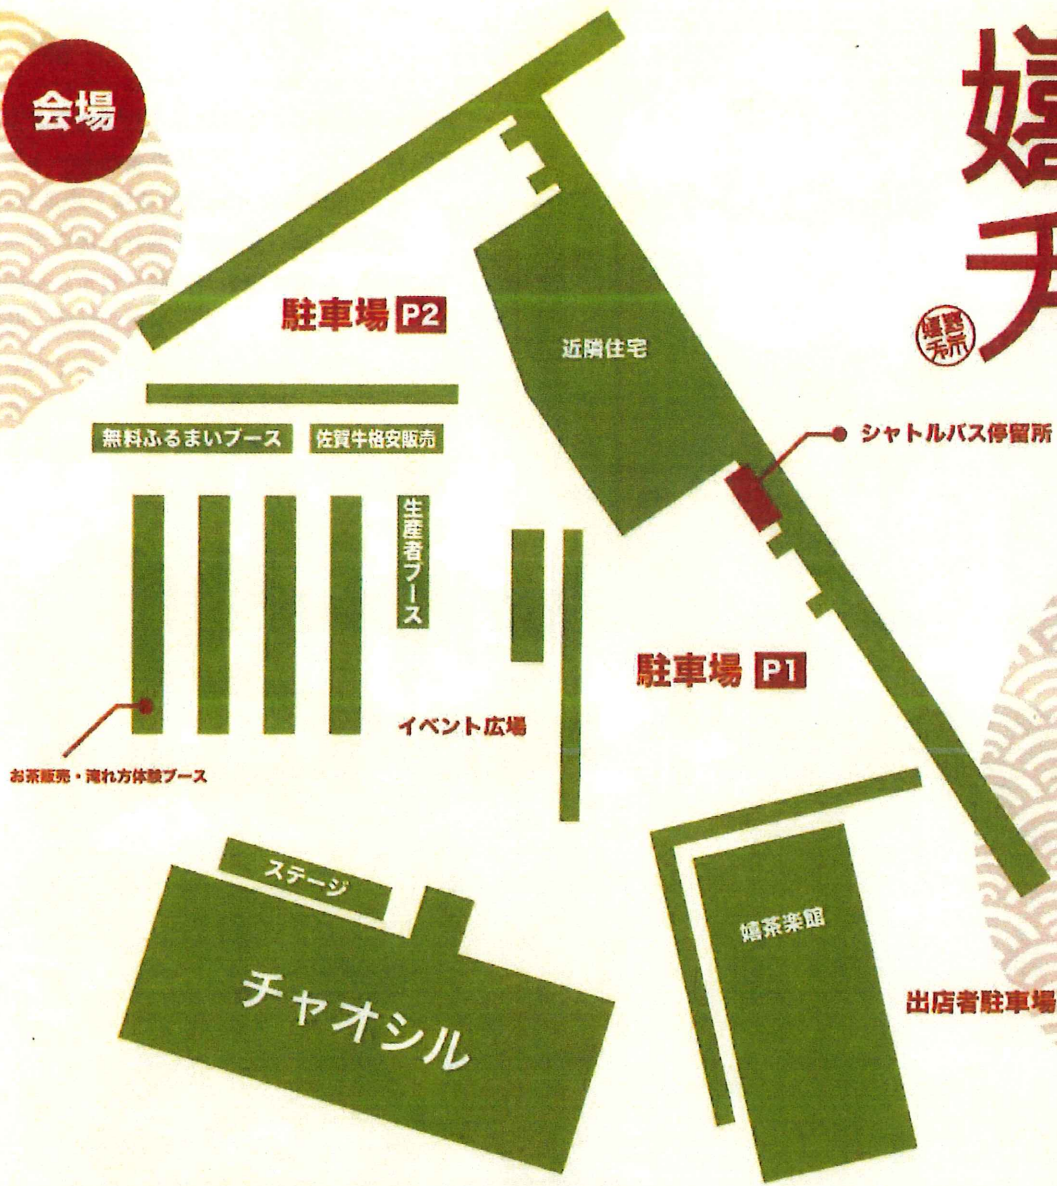 会場
駐車場 P2
近隣住宅
シャトルバス停留所
無料ふるまいブース
佐賀牛格安販売
生産者ブース
駐車場 P1
イベント広場
お茶販売・淹れ方体験ブース
ステージ
チャオシル
嬉茶楽館
出店者駐車場